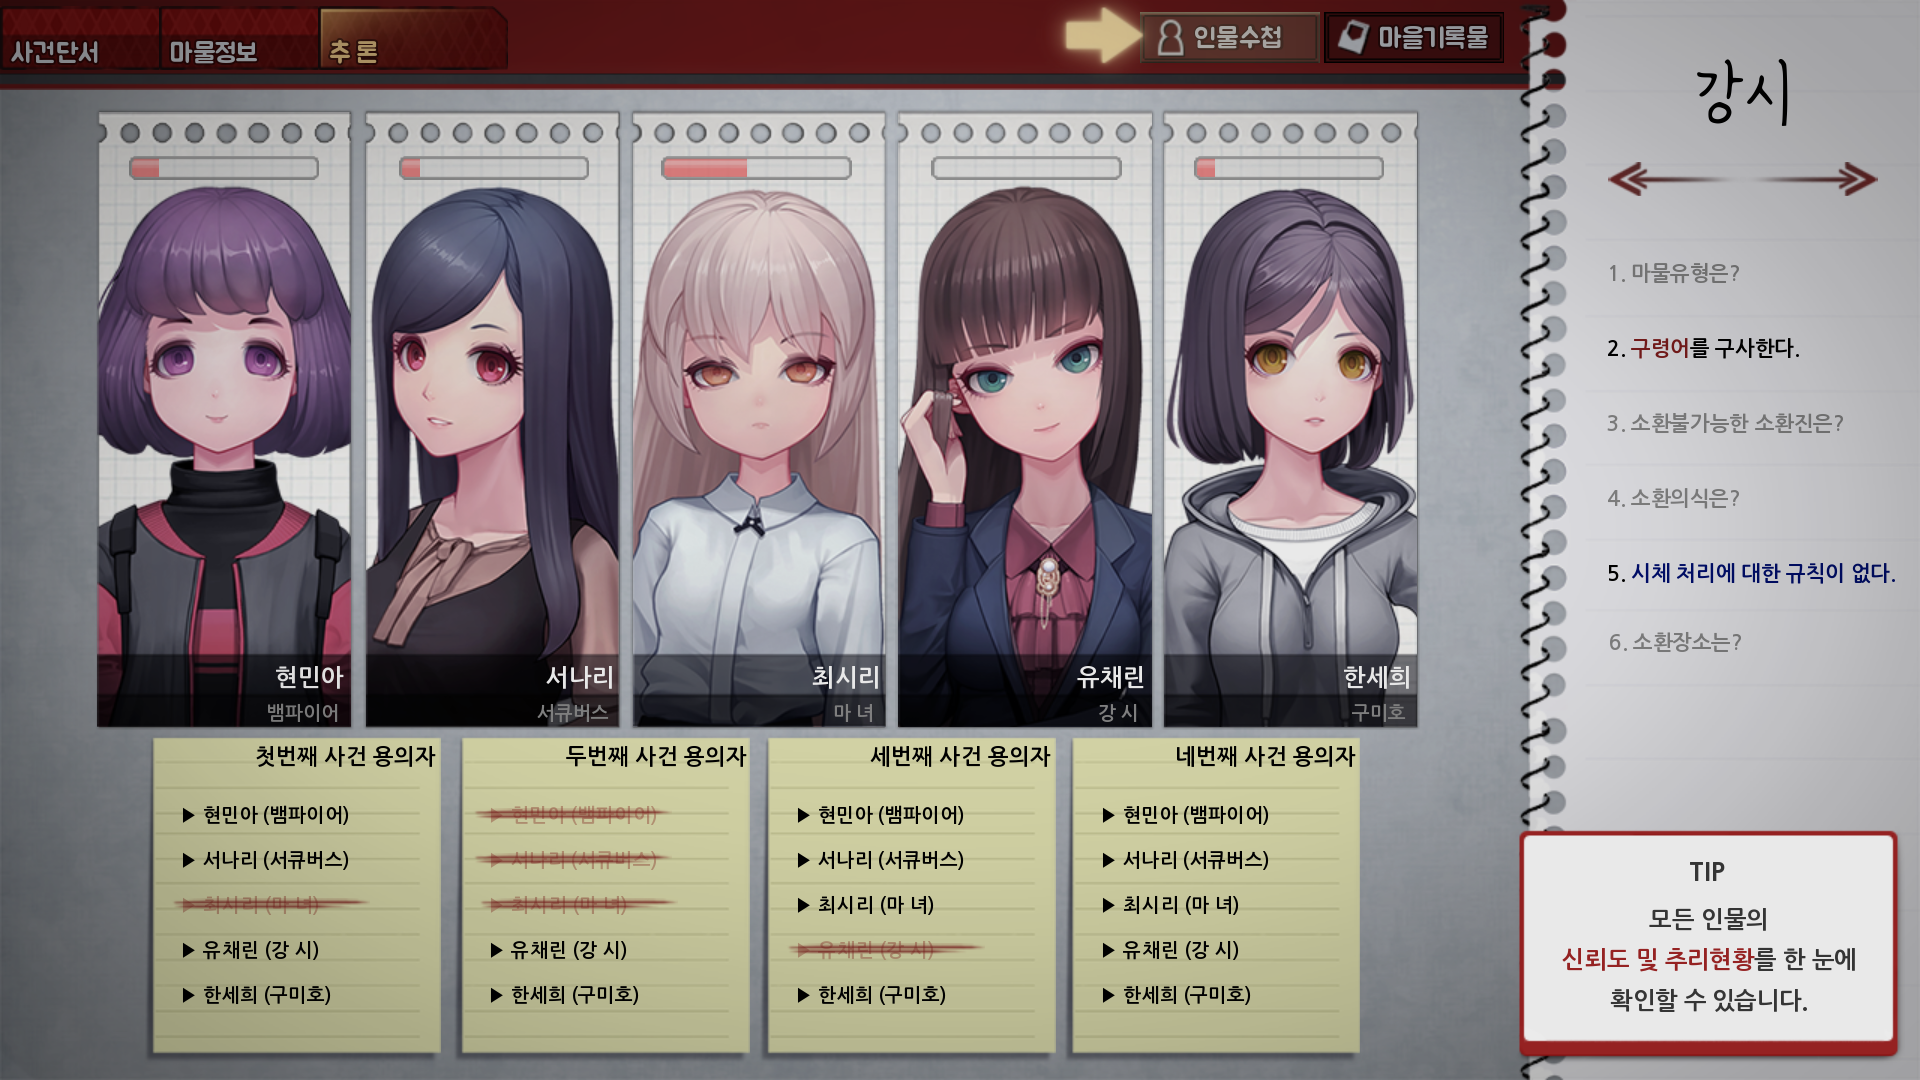 사건단서
마물정보
추 론
인물수첩
마을기록물
현민아
뱀파이어
서나리
서큐버스
최시리
마 녀
유채린
강 시
한세희
구미호
첫번째 사건 용의자
▶ 현민아 (뱀파이어)
▶ 서나리 (서큐버스)
▶ 최시리 (마 녀)
▶ 유채린 (강 시)
▶ 한세희 (구미호)
두번째 사건 용의자
▶ 현민아 (뱀파이어)
▶ 서나리 (서큐버스)
▶ 최시리 (마 녀)
▶ 유채린 (강 시)
▶ 한세희 (구미호)
세번째 사건 용의자
▶ 현민아 (뱀파이어)
▶ 서나리 (서큐버스)
▶ 최시리 (마 녀)
▶ 유채린 (강 시)
▶ 한세희 (구미호)
네번째 사건 용의자
▶ 현민아 (뱀파이어)
▶ 서나리 (서큐버스)
▶ 최시리 (마 녀)
▶ 유채린 (강 시)
▶ 한세희 (구미호)
강시
1. 마물유형은?
2. 구령어를 구사한다.
3. 소환불가능한 소환진은?
4. 소환의식은?
5. 시체 처리에 대한 규칙이 없다.
6. 소환장소는?
TIP
모든 인물의
신뢰도 및 추리현황를 한 눈에
확인할 수 있습니다.